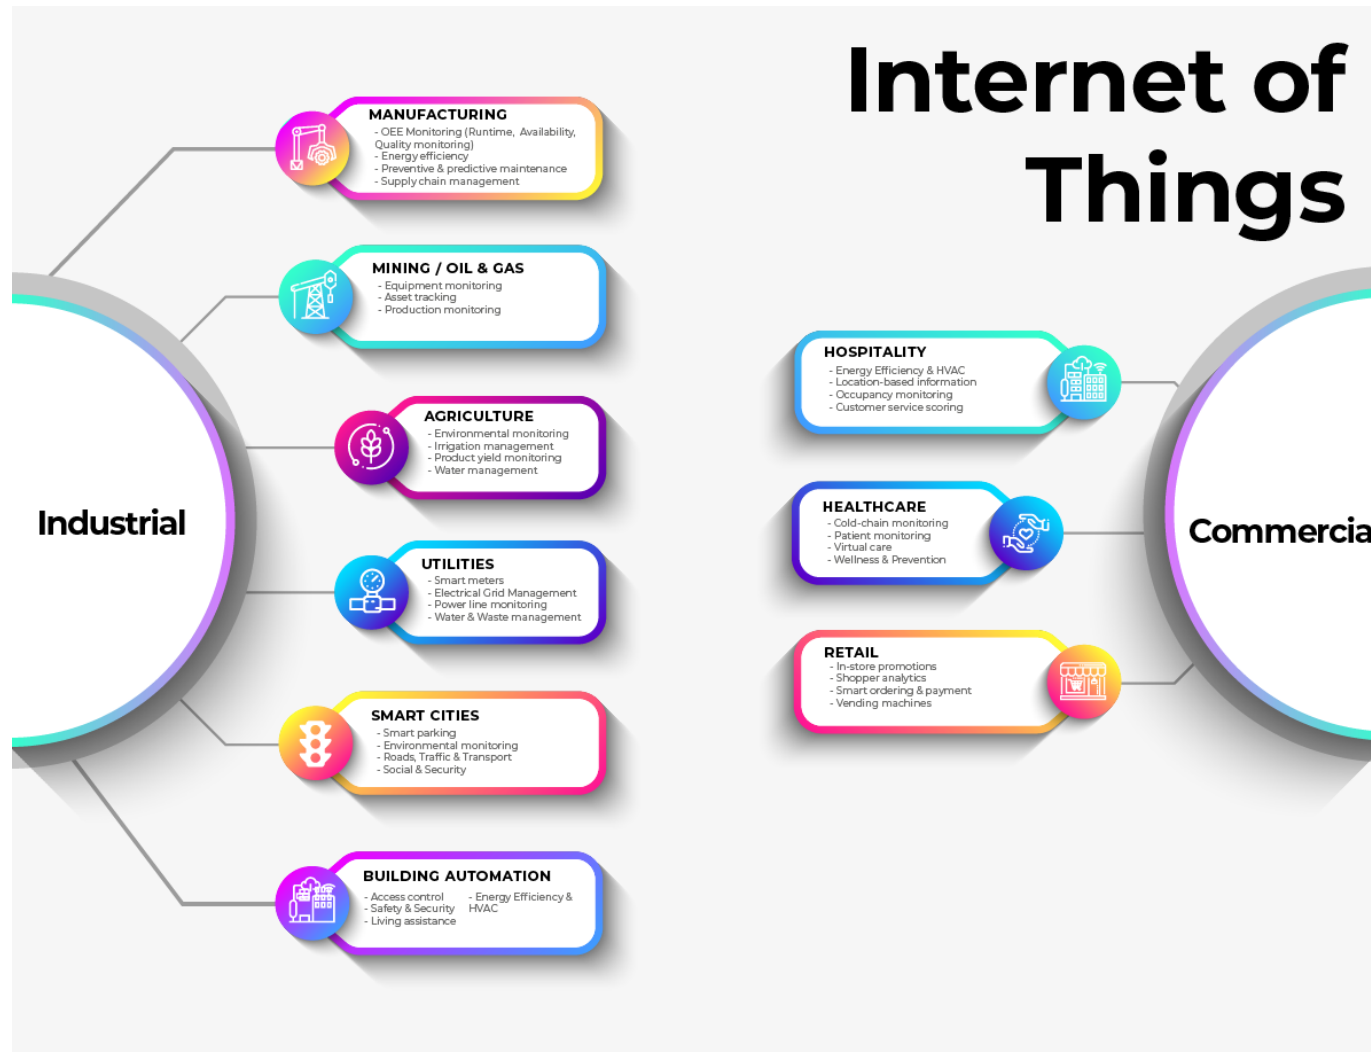 Internet of
Things
Industrial
MANUFACTURING
- OEE Monitoring (Runtime, Availability,
Quality monitoring)
- Energy efficiency
- Preventive & predictive maintenance
- Supply chain management
MINING / OIL & GAS
- Equipment monitoring
- Asset tracking
- Production monitoring
AGRICULTURE
- Environmental monitoring
- Irrigation management
- Product yield monitoring
- Water management
UTILITIES
- Smart meters
- Electrical Grid Management
- Power line monitoring
- Water & Waste management
SMART CITIES
- Smart parking
- Environmental monitoring
- Roads, Traffic & Transport
- Social & Security
BUILDING AUTOMATION
- Access control
- Safety & Security
- Living assistance
- Energy Efficiency &
HVAC
HOSPITALITY
- Energy Efficiency & HVAC
- Location-based information
- Occupancy monitoring
- Customer service scoring
HEALTHCARE
- Cold-chain monitoring
- Patient monitoring
- Virtual care
- Wellness & Prevention
RETAIL
- In-store promotions
- Shopper analytics
- Smart ordering & payment
- Vending machines
Commercia